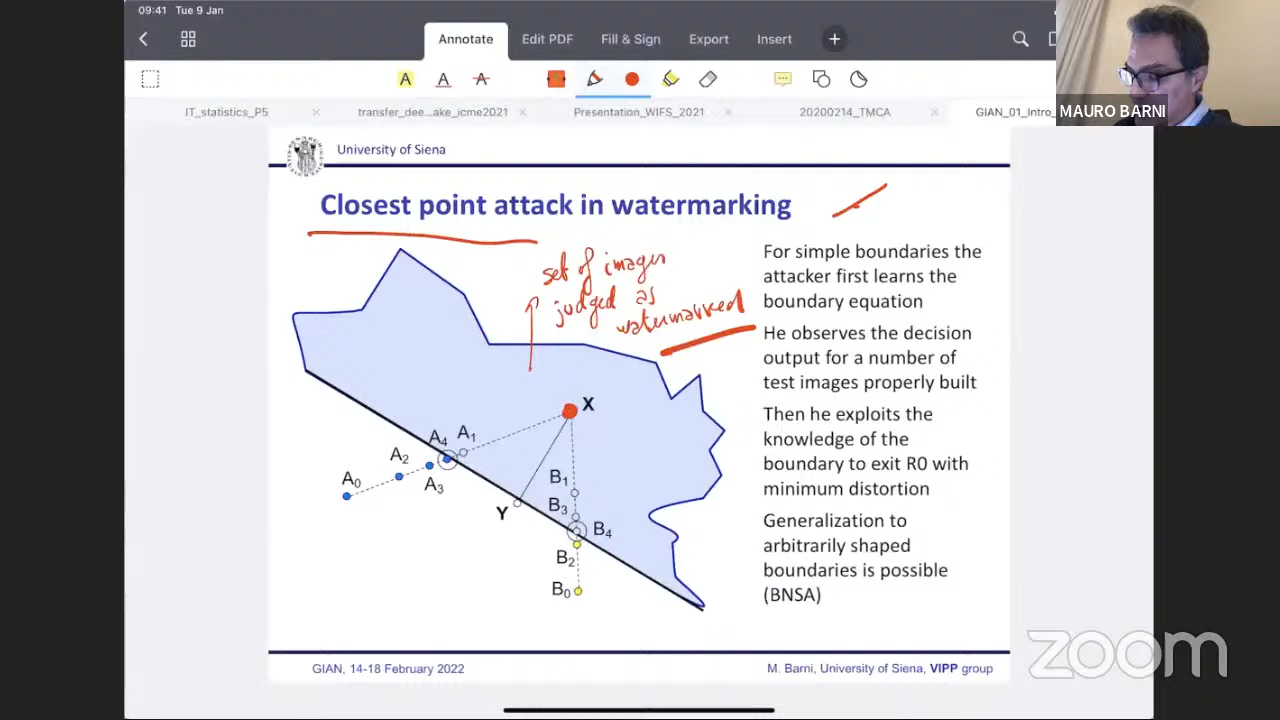 09:41 Tue 9 Jan
Annotate
Edit PDF
Fill & Sign
Export
Insert
MAURO BARNI
IT_statistics_P5
transfer_dee...ake_icme2021
Presentation_WIFS_2021
20200214_TMCA
GIAN_01_Intro_
University of Siena
Closest point attack in watermarking
set of images
judged as
watermarked
For simple boundaries the
attacker first learns the
boundary equation
He observes the decision
output for a number of
test images properly built
Then he exploits the
knowledge of the
boundary to exit R0 with
minimum distortion
Generalization to
arbitrarily shaped
boundaries is possible
(BNSA)
X
A4 A1
A2
A0
A3
B1
B3
Y
B4
B2
B0
GIAN, 14-18 February 2022
M. Barni, University of Siena, VIPP group
zoom